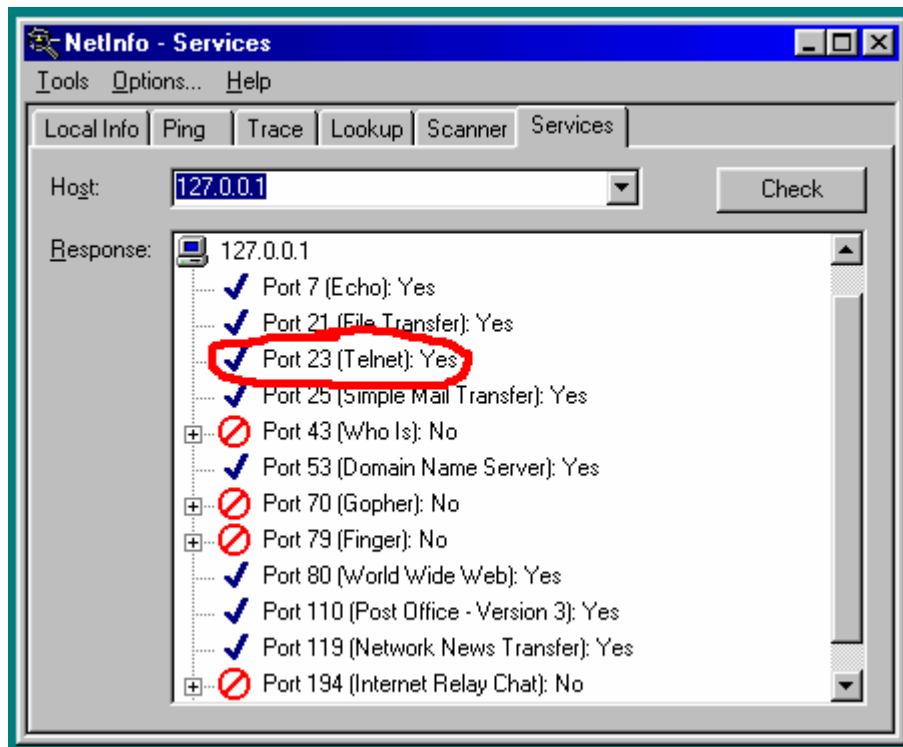 NetInfo - Services
Tools Options... Help
Local Info Ping Trace Lookup Scanner Services
Host: 127.0.0.1 Check
Response: 127.0.0.1
Port 7 (Echo): Yes
Port 21 (File Transfer): Yes
Port 23 (Telnet): Yes
Port 25 (Simple Mail Transfer): Yes
Port 43 (Who Is): No
Port 53 (Domain Name Server): Yes
Port 70 (Gopher): No
Port 79 (Finger): No
Port 80 (World Wide Web): Yes
Port 110 (Post Office - Version 3): Yes
Port 119 (Network News Transfer): Yes
Port 194 (Internet Relay Chat): No